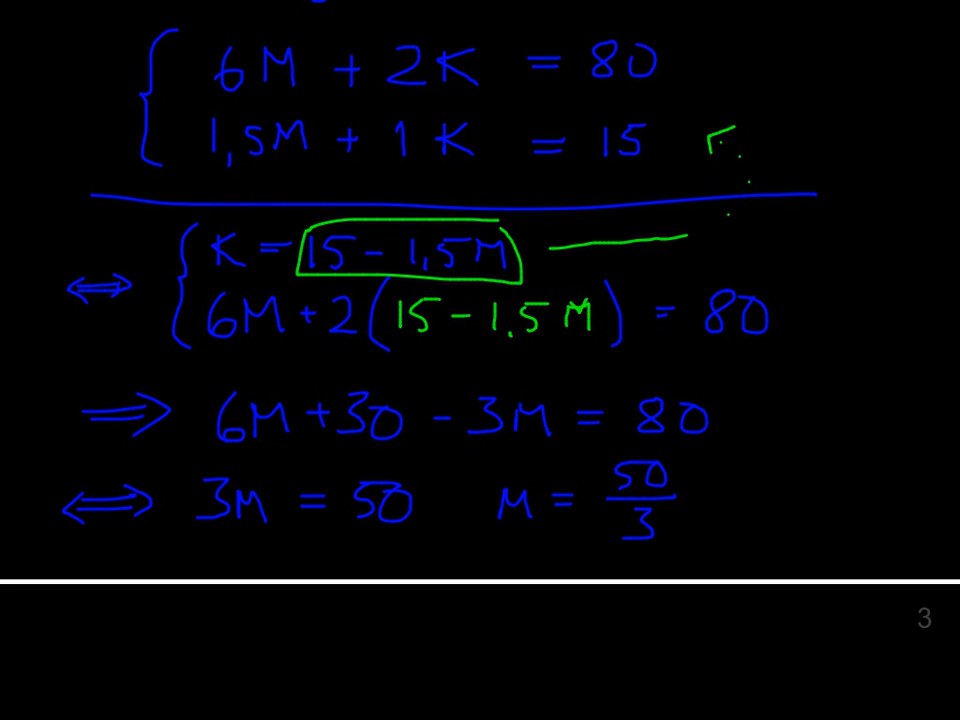 6M + 2K = 80
1,5M + 1K = 15
K = 15 - 1,5M
⇔ 6M + 2(15 - 1,5M) = 80
⇒ 6M + 30 - 3M = 80
⇔ 3M = 50 M = 50/3
3